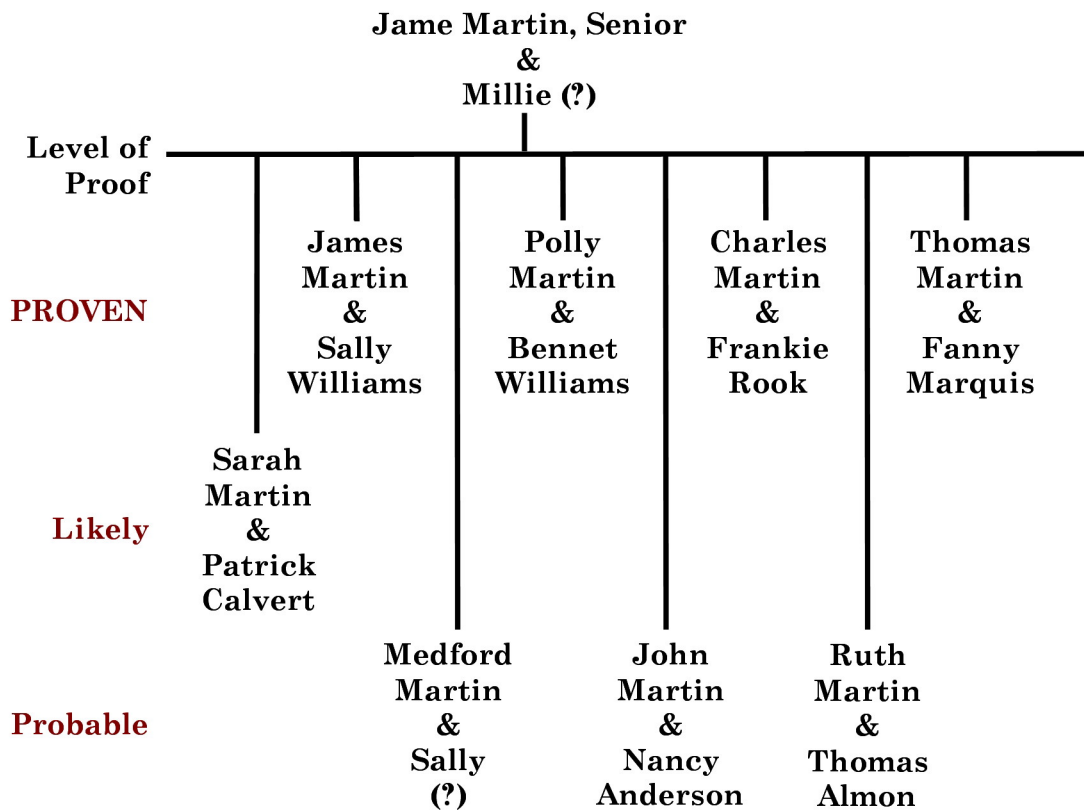 Jame Martin, Senior
&
Millie (?)
Level of
Proof
PROVEN
James
Martin
&
Sally
Williams
Polly
Martin
&
Bennet
Williams
Charles
Martin
&
Frankie
Rook
Thomas
Martin
&
Fanny
Marquis
Likely
Sarah
Martin
&
Patrick
Calvert
Probable
Medford
Martin
&
Sally
(?)
John
Martin
&
Nancy
Anderson
Ruth
Martin
&
Thomas
Almon